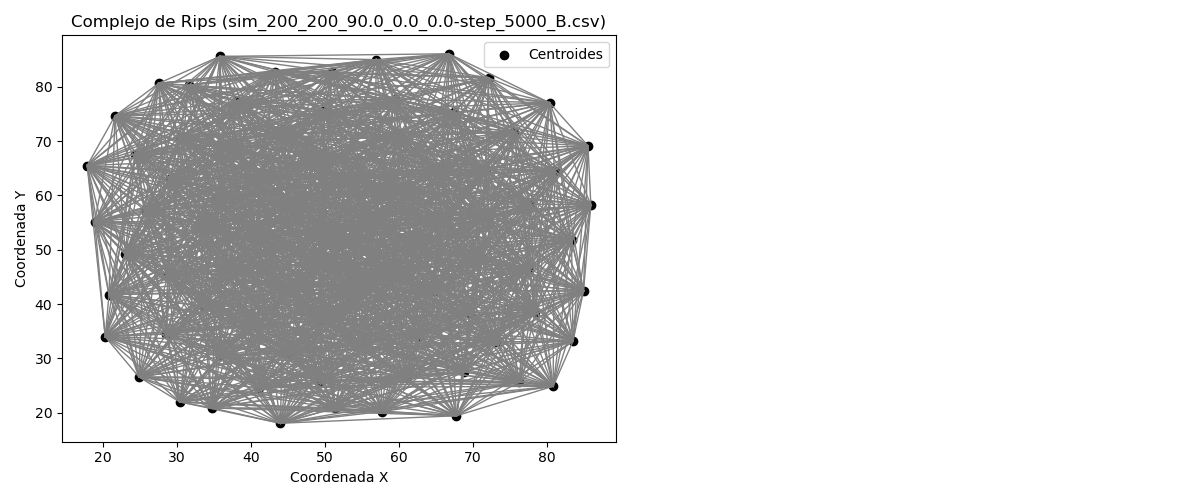 Complejo de Rips (sim_200_200_90.0_0.0_0.0-step_5000_B.csv)
Centroides
Coordenada Y
80
70
60
50
40
30
20
20 30 40 50 60 70 80
Coordenada X